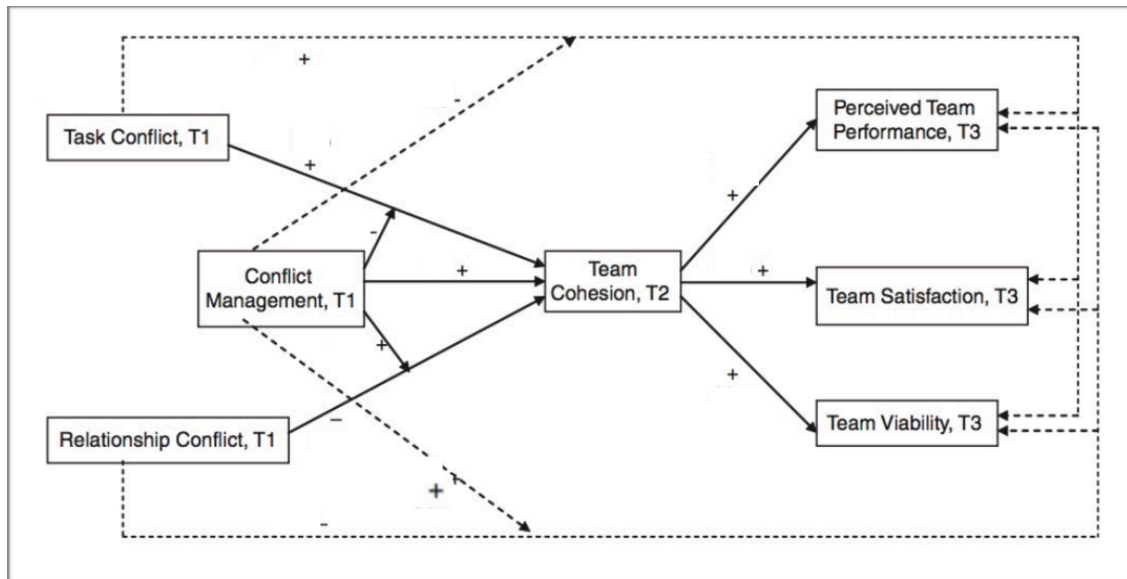 +
-
Task Conflict, T1
+
Perceived Team
Performance, T3
+
-
Conflict
Management, T1
+
Team
Cohesion, T2
+
Team Satisfaction, T3
+
+
Relationship Conflict, T1
–
Team Viability, T3
+
+
-